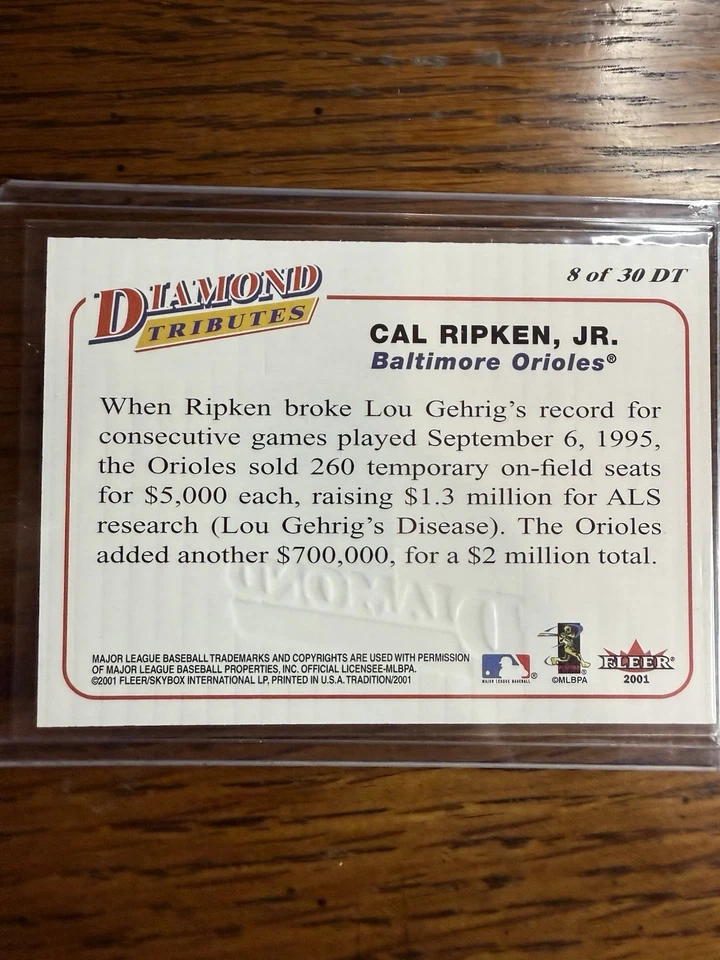 8 of 30 DT
DIAMOND
TRIBUTES
CAL RIPKEN, JR.
Baltimore Orioles®
When Ripken broke Lou Gehrig's record for
consecutive games played September 6, 1995,
the Orioles sold 260 temporary on-field seats
for $5,000 each, raising $1.3 million for ALS
research (Lou Gehrig's Disease). The Orioles
added another $700,000, for a $2 million total.
DIAMOND
MAJOR LEAGUE BASEBALL TRADEMARKS AND COPYRIGHTS ARE USED WITH PERMISSION
OF MAJOR LEAGUE BASEBALL PROPERTIES, INC. OFFICIAL LICENSEE-MLBPA.
©2001 FLEER/SKYBOX INTERNATIONAL LP, PRINTED IN U.S.A. TRADITION/2001
MAJOR LEAGUE BASEBALL®
©MLBPA
FLEER®
2001